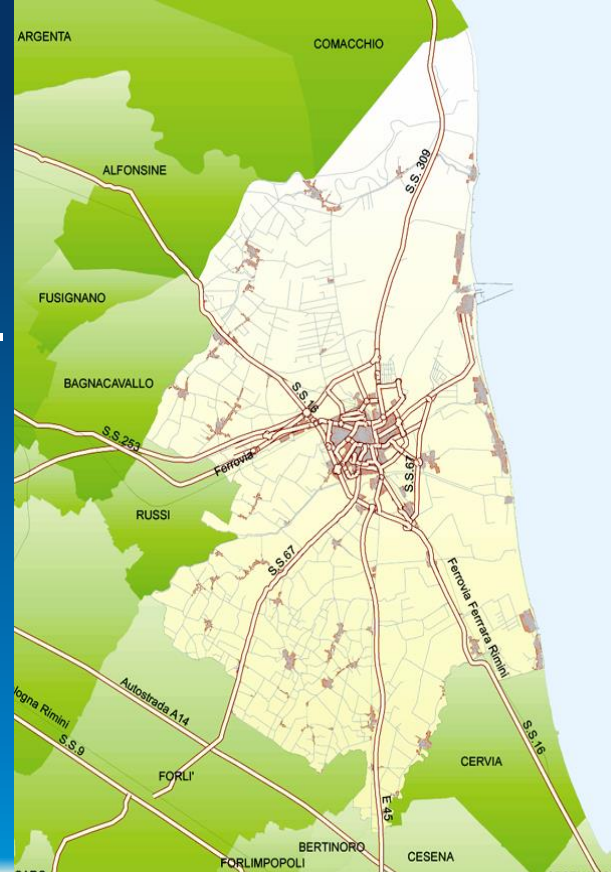 ARGENTA
COMACCHIO
S.S. 309
ALFONSINE
FUSIGNANO
BAGNACAVALLO
S.S.16
S.S.253
Ferrovia
S.S.67
RUSSI
S.S.67
Ferrovia Ferrrara Rimini
Autostrada A14
logna Rimini
S.S.9
S.S.16
CERVIA
FORLI'
E 45
BERTINORO
FORLIMPOPOLI
CESENA